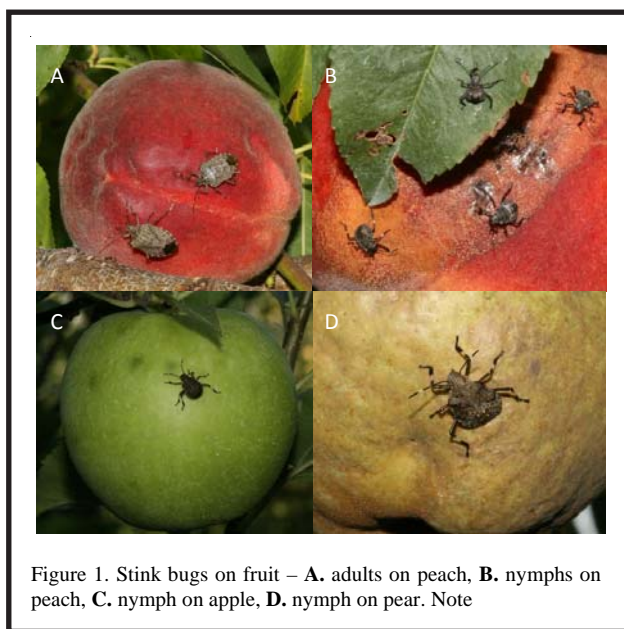 A
B
C
D
Figure 1. Stink bugs on fruit – A. adults on peach, B. nymphs on
peach, C. nymph on apple, D. nymph on pear. Note